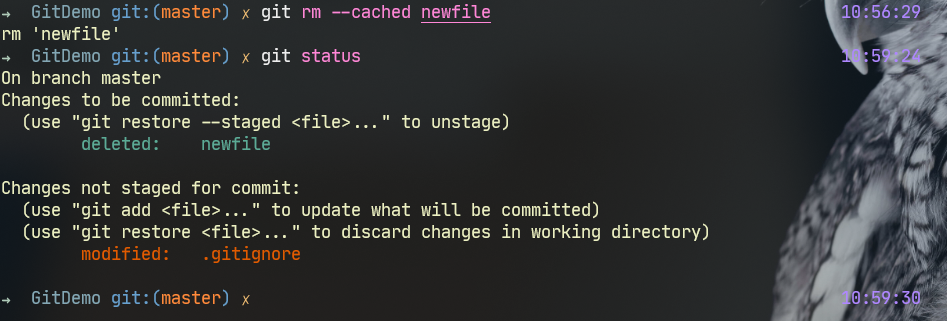 →  GitDemo git:(master) ✗ git rm --cached newfile 10:56:29
rm 'newfile'
→  GitDemo git:(master) ✗ git status 10:59:24
On branch master
Changes to be committed:
  (use "git restore --staged <file>..." to unstage)
        deleted:    newfile

Changes not staged for commit:
  (use "git add <file>..." to update what will be committed)
  (use "git restore <file>..." to discard changes in working directory)
        modified:   .gitignore

→  GitDemo git:(master) ✗ 10:59:30